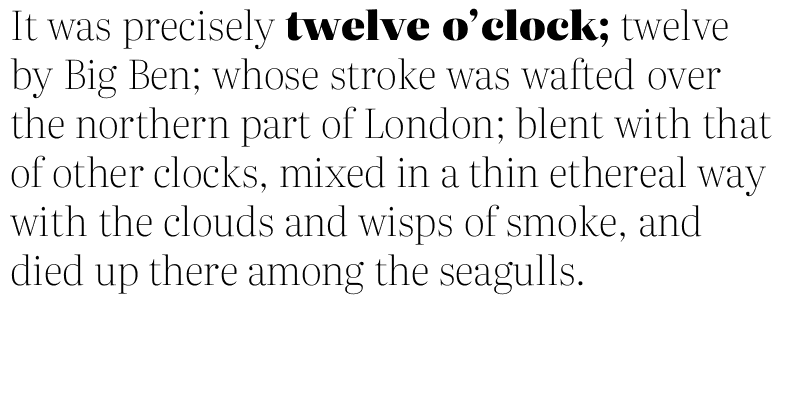 It was precisely twelve o’clock; twelve
by Big Ben; whose stroke was wafted over
the northern part of London; blent with that
of other clocks, mixed in a thin ethereal way
with the clouds and wisps of smoke, and
died up there among the seagulls.